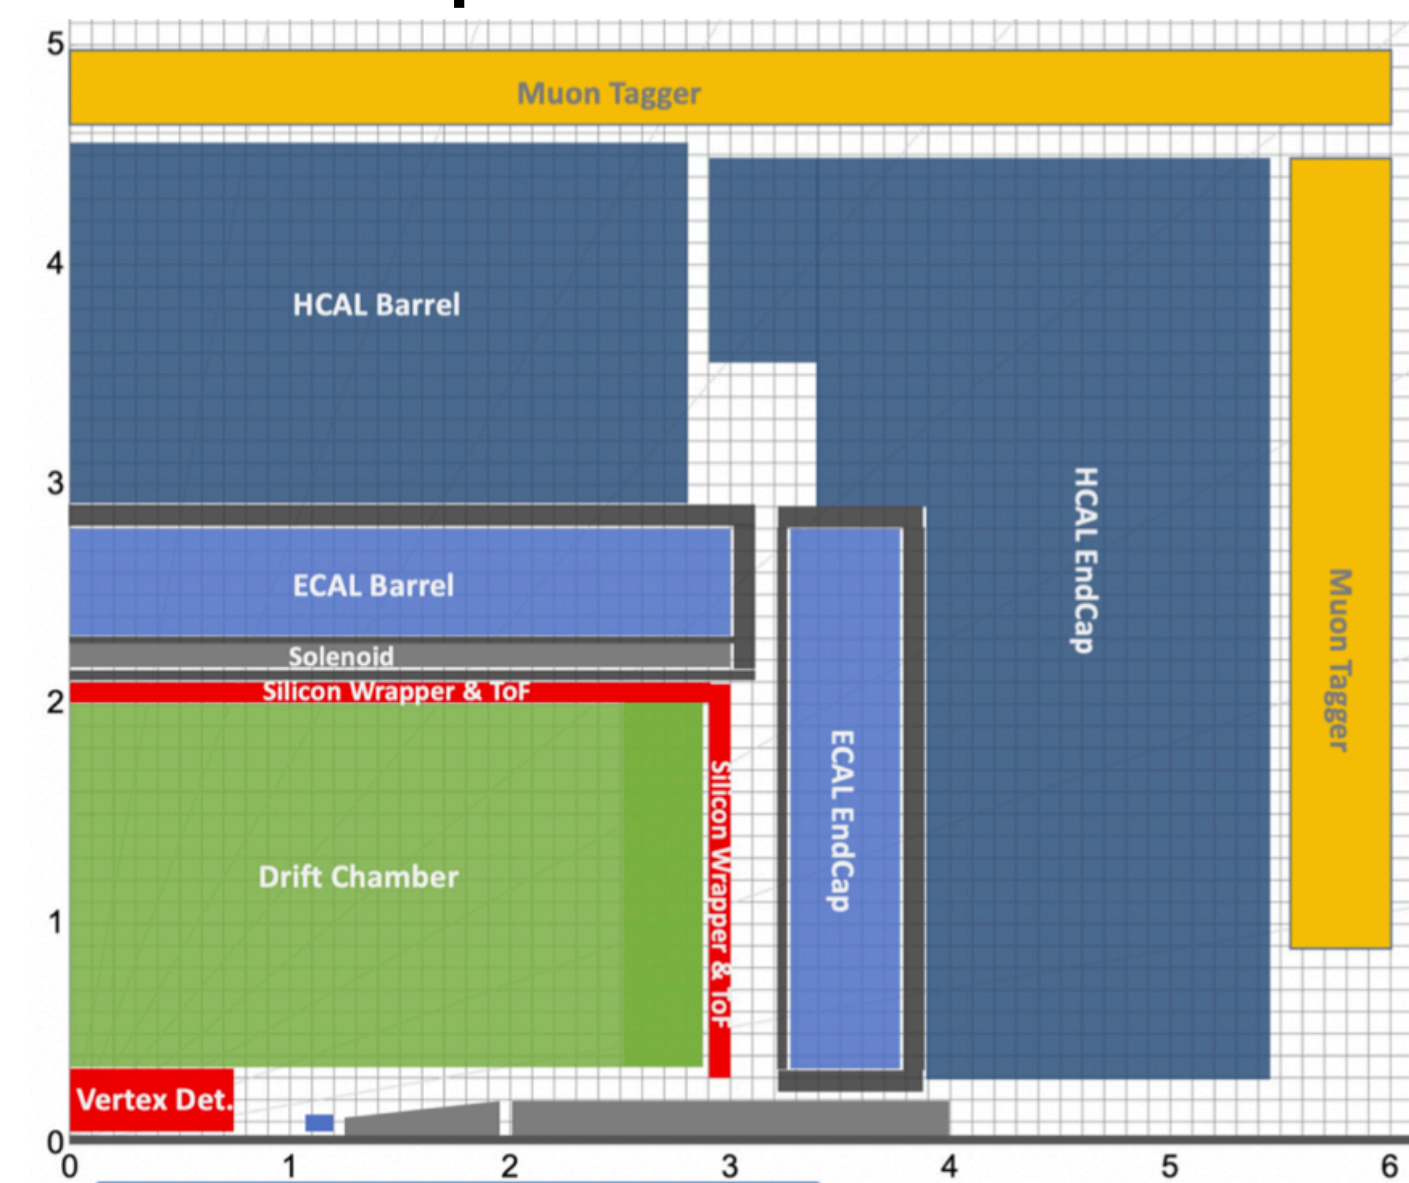 5
Muon Tagger
4
HCAL Barrel
3
HCAL EndCap
ECAL Barrel
Muon Tagger
Solenoid
Silicon Wrapper & ToF
2
ECAL EndCap
Silicon Wrapper & ToF
Drift Chamber
1
Vertex Det.
0
0 1 2 3 4 5 6